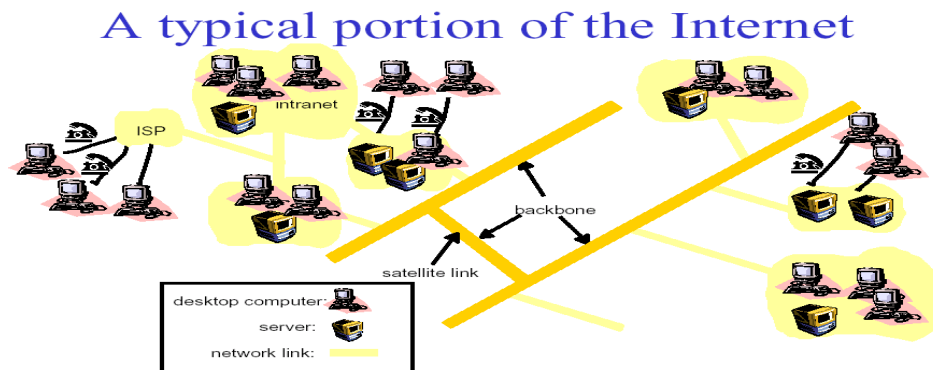 A typical portion of the Internet
intranet
ISP
backbone
satellite link
desktop computer:
server:
network link: